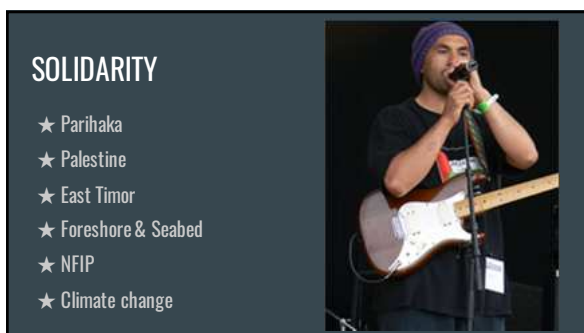 SOLIDARITY
★ Parihaka
★ Palestine
★ East Timor
★ Foreshore & Seabed
★ NFIP
★ Climate change